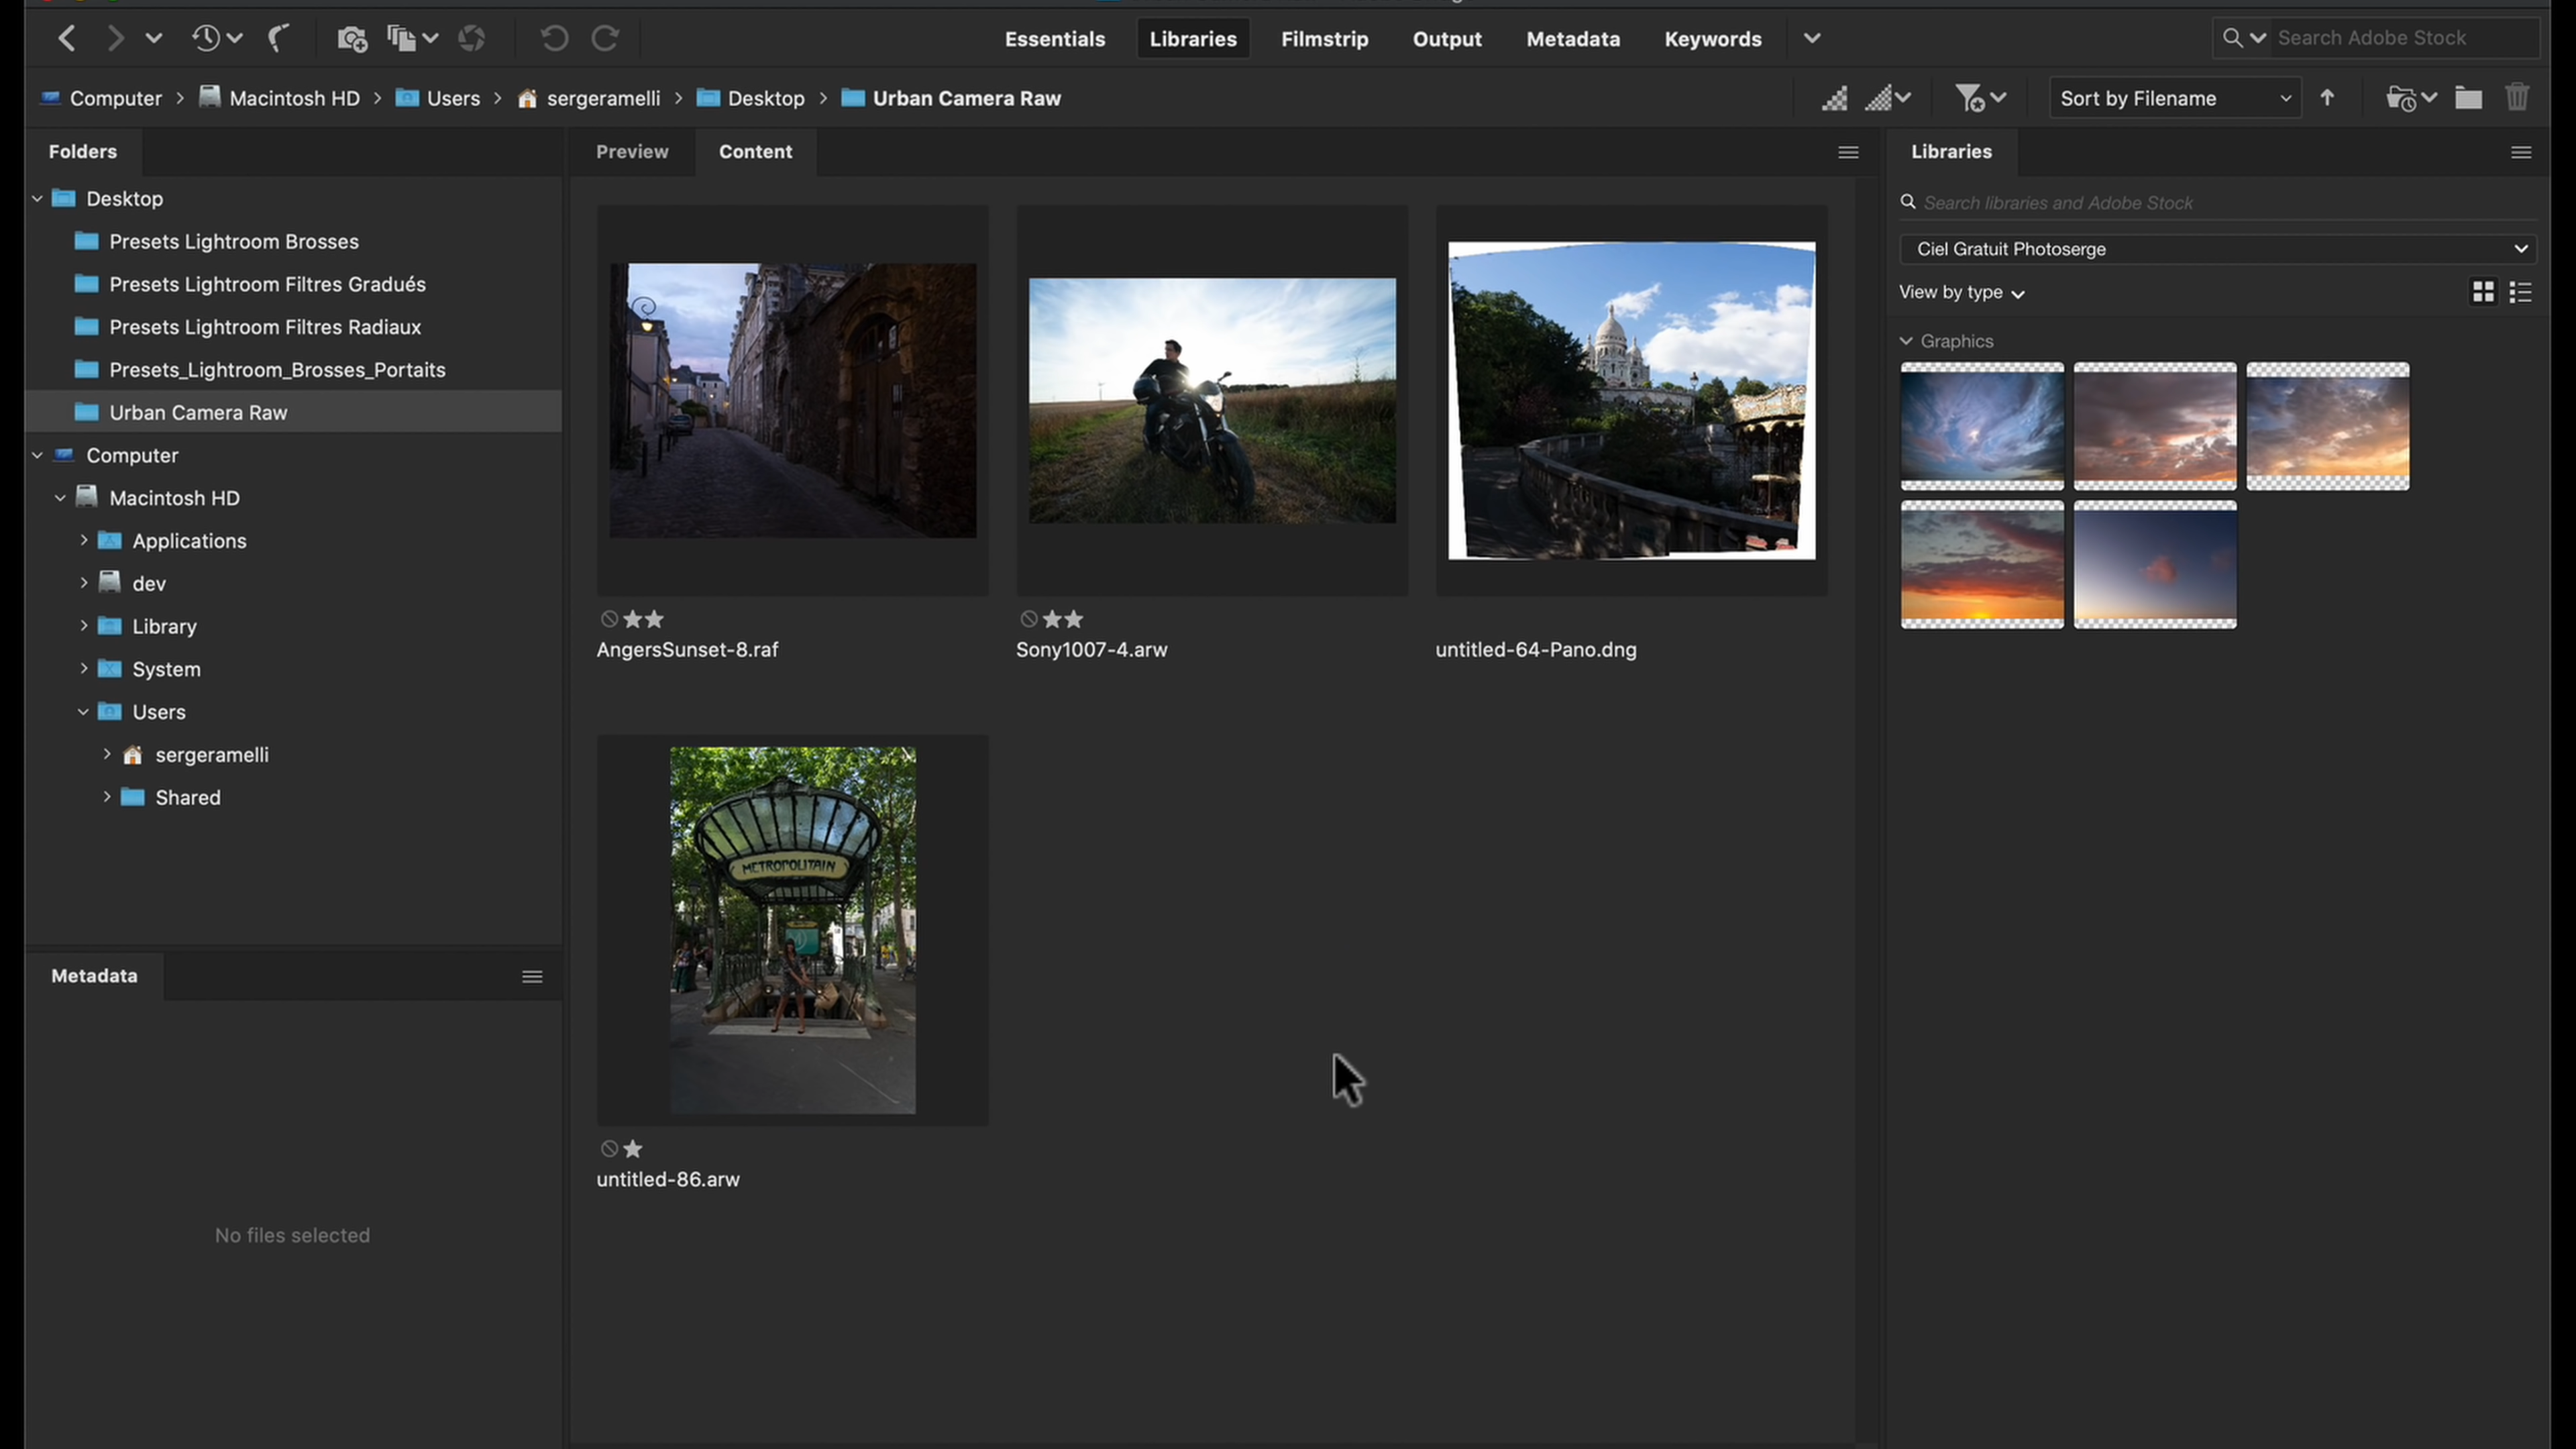 Essentials Libraries Filmstrip Output Metadata Keywords Search Adobe Stock
Computer Macintosh HD Users sergeramelli Desktop Urban Camera Raw Sort by Filename
Folders
Desktop
Presets Lightroom Brosses
Presets Lightroom Filtres Gradués
Presets Lightroom Filtres Radiaux
Presets_Lightroom_Brosses_Portaits
Urban Camera Raw
Computer
Macintosh HD
Applications
dev
Library
System
Users
sergeramelli
Shared
Metadata
No files selected
Preview Content
AngersSunset-8.raf
Sony1007-4.arw
untitled-64-Pano.dng
METROPOLITAIN
untitled-86.arw
Libraries
Search libraries and Adobe Stock
Ciel Gratuit Photoserge
View by type
Graphics